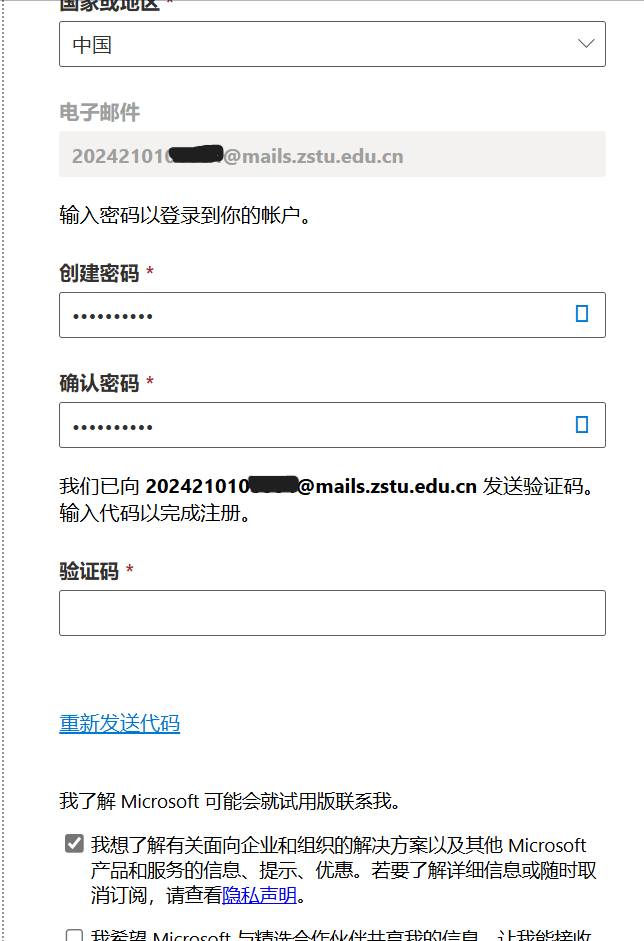 国家或地区 *
中国
电子邮件
202421010 @mails.zstu.edu.cn
输入密码以登录到你的帐户。
创建密码 *
••••••••••
确认密码 *
••••••••••
我们已向 202421010 @mails.zstu.edu.cn 发送验证码。
输入代码以完成注册。
验证码 *
重新发送代码
我了解 Microsoft 可能会就试用版联系我。
我想了解有关面向企业和组织的解决方案以及其他 Microsoft
产品和服务的信息、提示、优惠。若要了解详细信息或随时取
消订阅，请查看隐私声明。
我希望 Microsoft 与精选合作伙伴共享我的信息，让我能接收